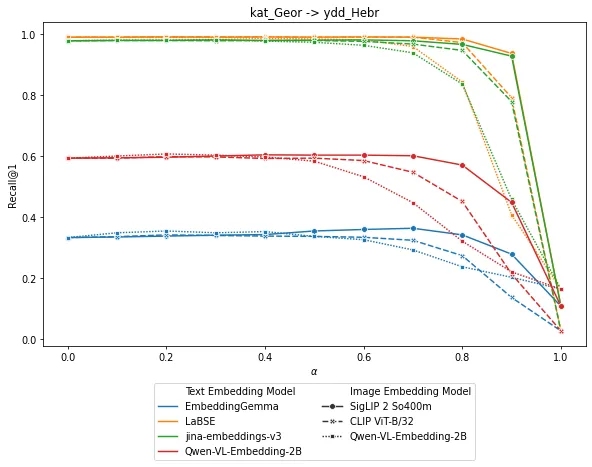 kat_Geor -> ydd_Hebr
Recall@1
1.0
0.8
0.6
0.4
0.2
0.0
0.0 0.2 0.4 0.6 0.8 1.0
α
Text Embedding Model Image Embedding Model
EmbeddingGemma SigLIP 2 So400m
LaBSE CLIP ViT-B/32
jina-embeddings-v3 Qwen-VL-Embedding-2B
Qwen-VL-Embedding-2B